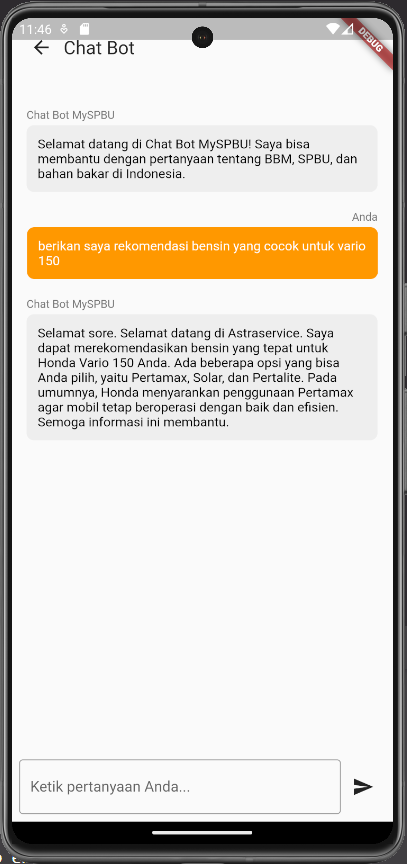 11:46
DEBUG
Chat Bot
Chat Bot MySPBU
Selamat datang di Chat Bot MySPBU! Saya bisa
membantu dengan pertanyaan tentang BBM, SPBU, dan
bahan bakar di Indonesia.
Anda
berikan saya rekomendasi bensin yang cocok untuk vario
150
Chat Bot MySPBU
Selamat sore. Selamat datang di Astraservice. Saya
dapat merekomendasikan bensin yang tepat untuk
Honda Vario 150 Anda. Ada beberapa opsi yang bisa
Anda pilih, yaitu Pertamax, Solar, dan Pertalite. Pada
umumnya, Honda menyarankan penggunaan Pertamax
agar mobil tetap beroperasi dengan baik dan efisien.
Semoga informasi ini membantu.
Ketik pertanyaan Anda...